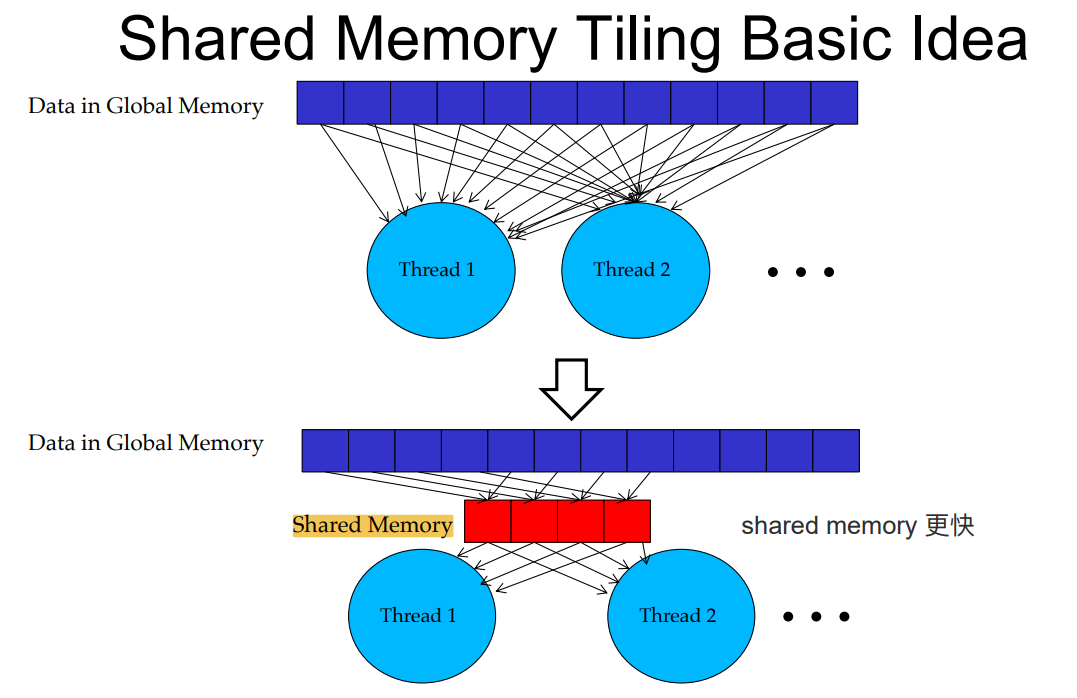 Shared Memory Tiling Basic Idea
Data in Global Memory
Thread 1
Thread 2
Data in Global Memory
Shared Memory
shared memory 更快
Thread 1
Thread 2